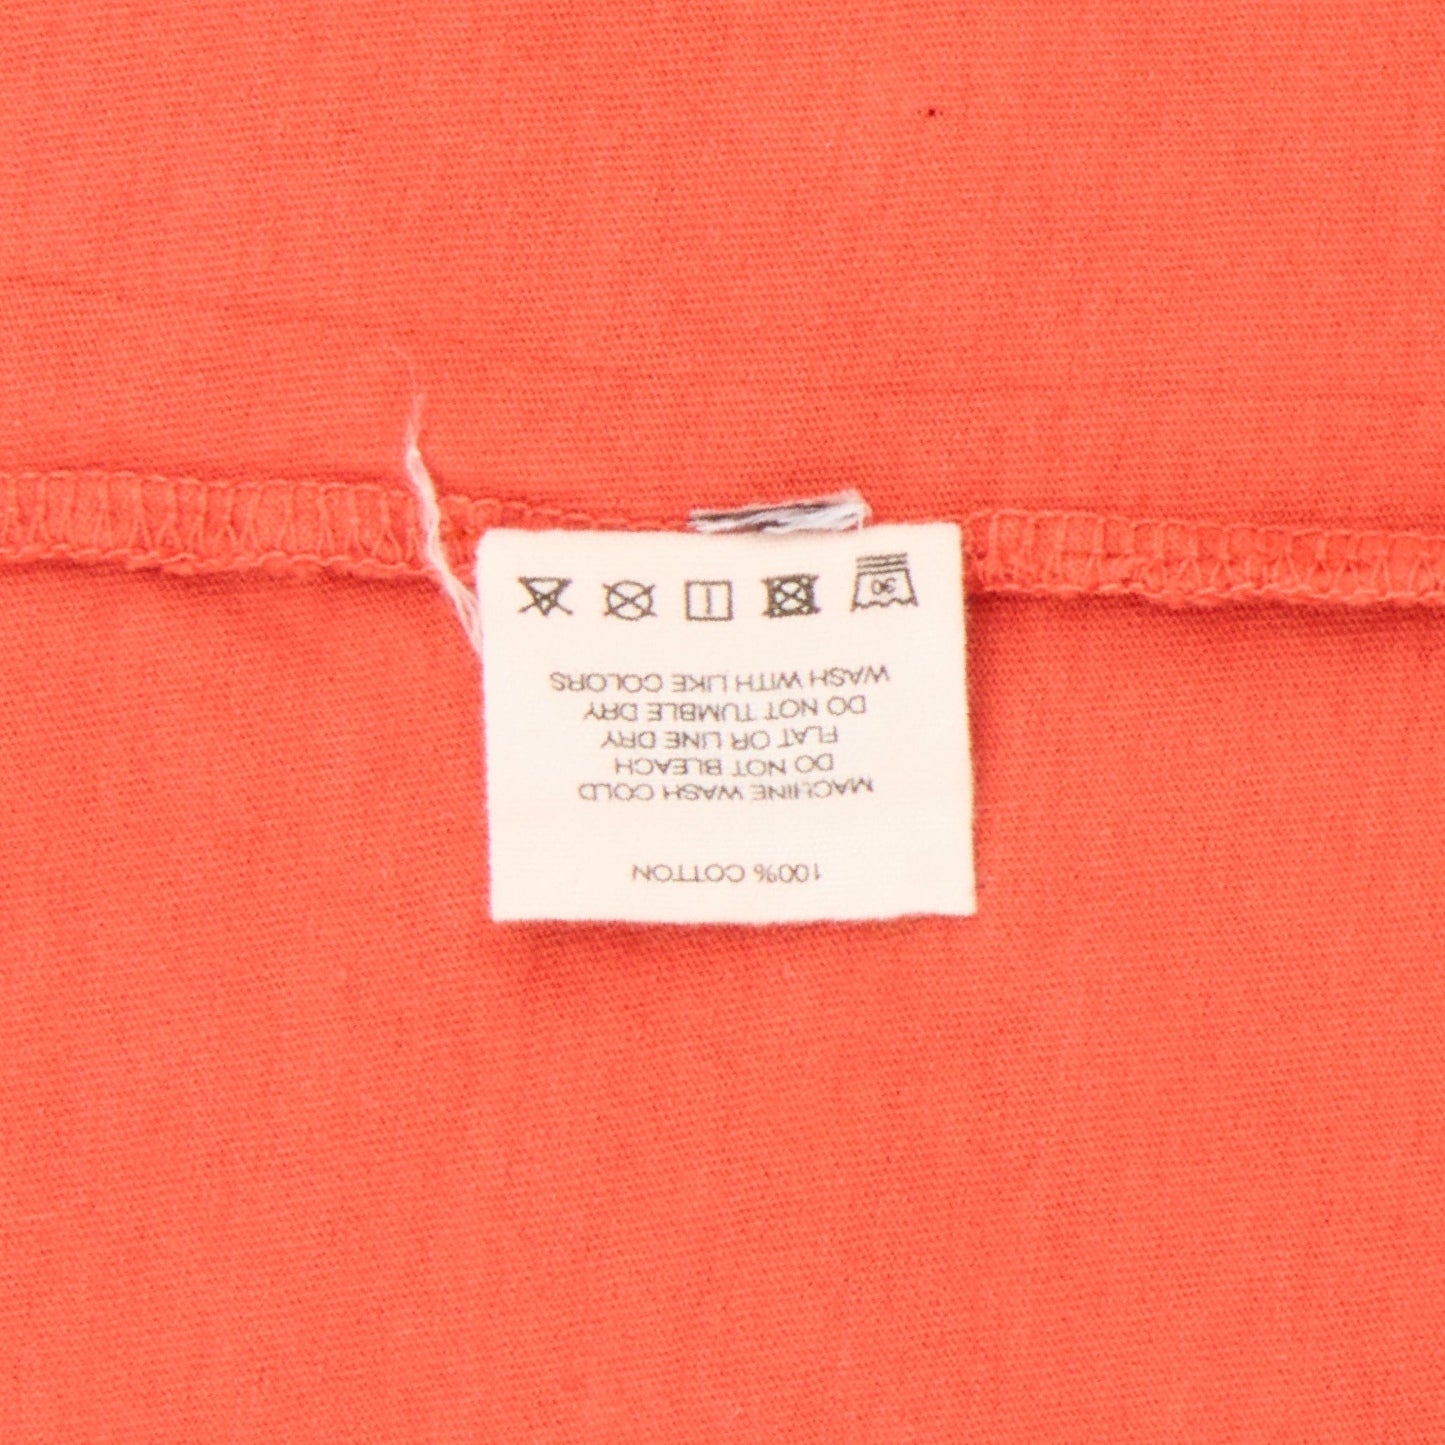 100% COTTON
MACHINE WASH COLD
DO NOT BLEACH
FLAT OR LINE DRY
DO NOT TUMBLE DRY
WASH WITH LIKE COLORS
30